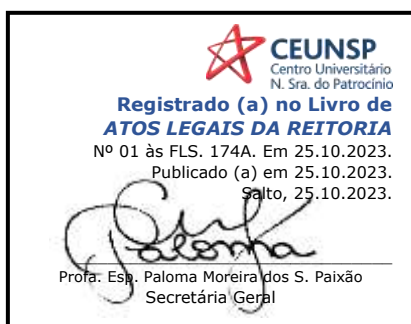 CEUNSP
Centro Universitário
N. Sra. do Patrocínio
Registrado (a) no Livro de
ATOS LEGAIS DA REITORIA
Nº 01 às FLS. 174A. Em 25.10.2023.
Publicado (a) em 25.10.2023.
Salto, 25.10.2023.
Paloma
Profa. Esp. Paloma Moreira dos S. Paixão
Secretária Geral